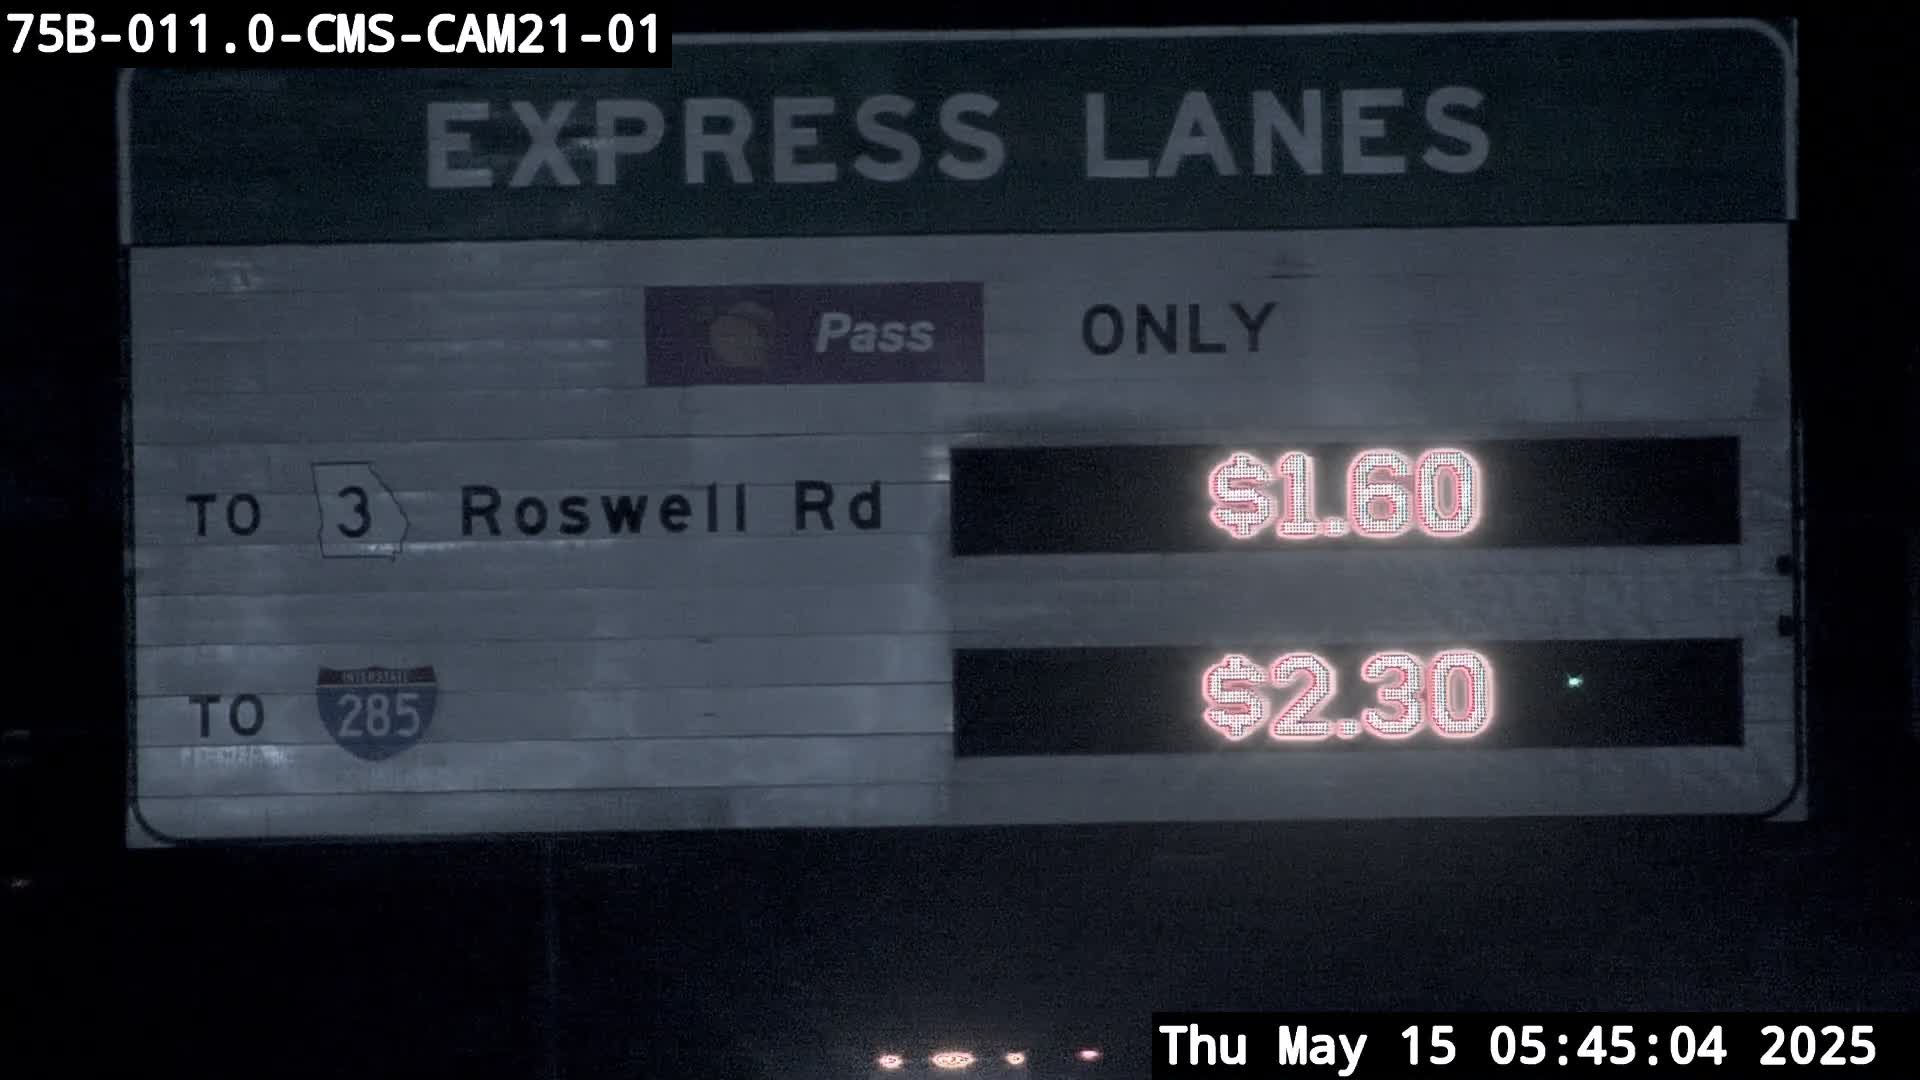 75B-011.0-CMS-CAM21-01
EXPRESS LANES
Pass ONLY
TO 3 Roswell Rd $1.60
INTERSTATE
TO 285 $2.30
Thu May 15 05:45:04 2025